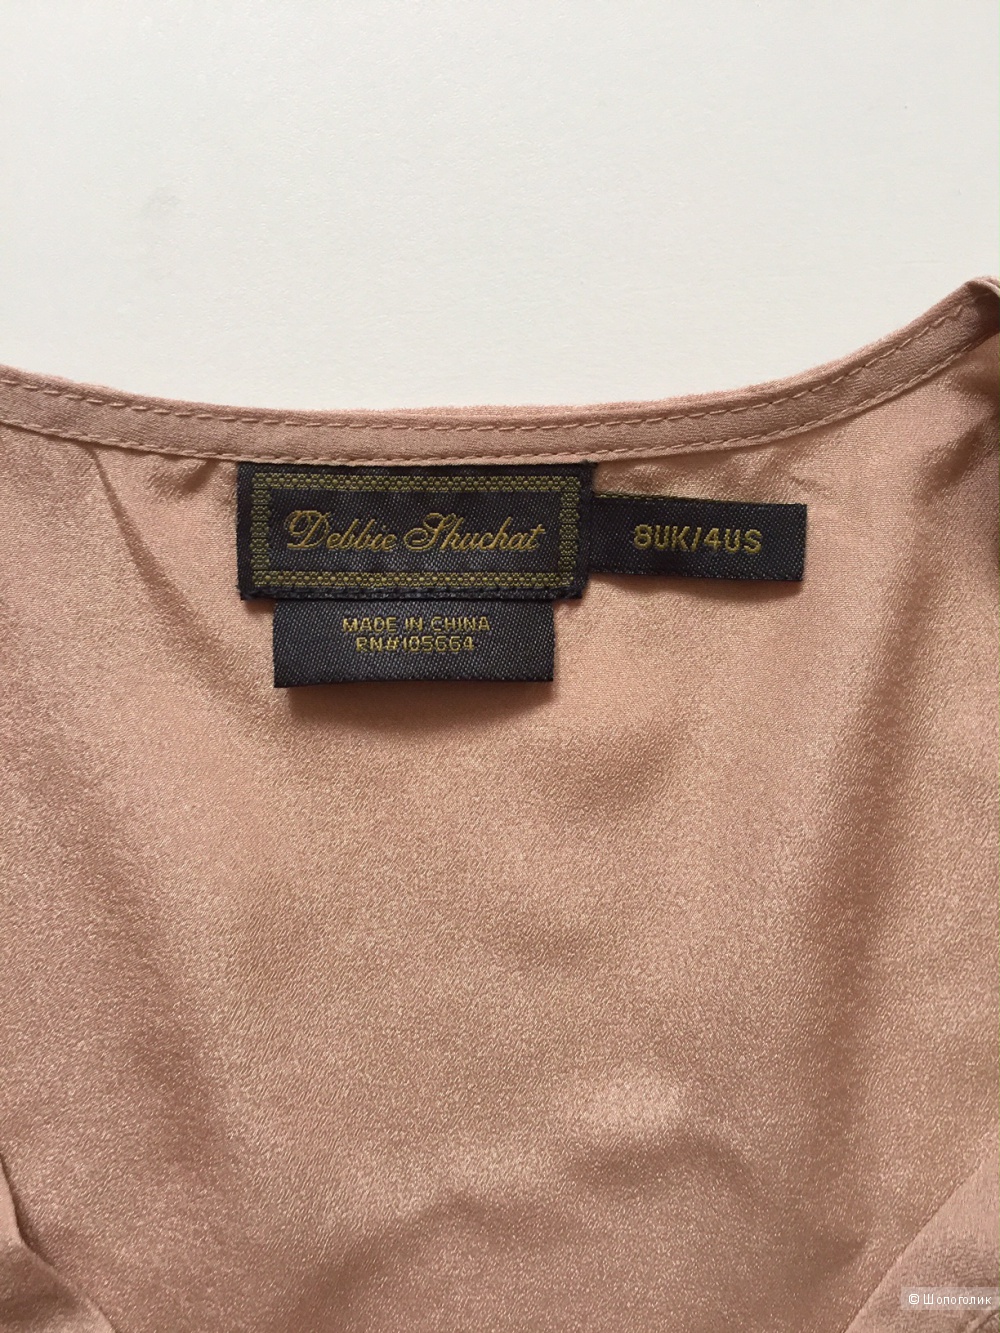 Debbie Shuchat
8UK/4US
MADE IN CHINA
RN#105664
© Шопоголик